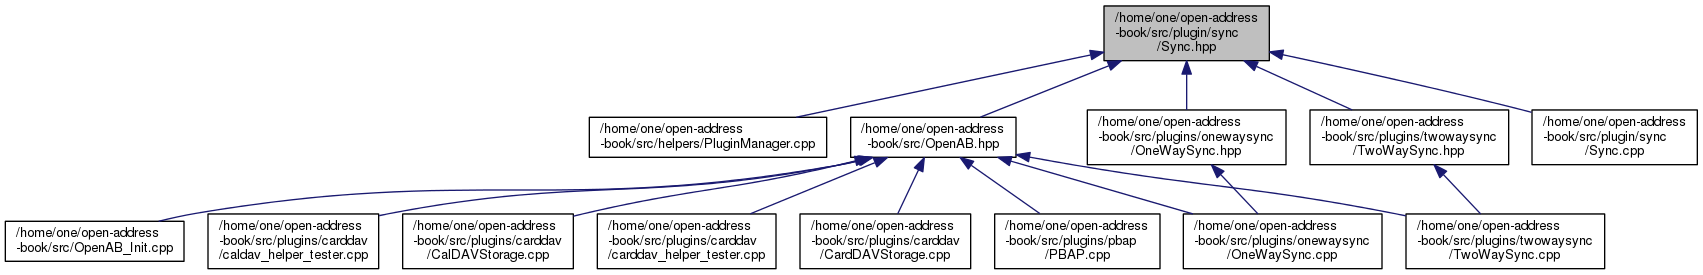 /home/one/open-address
-book/src/plugin/sync
/Sync.hpp
/home/one/open-address
-book/src/helpers/PluginManager.cpp
/home/one/open-address
-book/src/OpenAB.hpp
/home/one/open-address
-book/src/plugins/onewaysync
/OneWaySync.hpp
/home/one/open-address
-book/src/plugins/twowaysync
/TwoWaySync.hpp
/home/one/open-address
-book/src/plugin/sync
/Sync.cpp
/home/one/open-address
-book/src/OpenAB_Init.cpp
/home/one/open-address
-book/src/plugins/carddav
/caldav_helper_tester.cpp
/home/one/open-address
-book/src/plugins/carddav
/CalDAVStorage.cpp
/home/one/open-address
-book/src/plugins/carddav
/carddav_helper_tester.cpp
/home/one/open-address
-book/src/plugins/carddav
/CardDAVStorage.cpp
/home/one/open-address
-book/src/plugins/pbap
/PBAP.cpp
/home/one/open-address
-book/src/plugins/onewaysync
/OneWaySync.cpp
/home/one/open-address
-book/src/plugins/twowaysync
/TwoWaySync.cpp